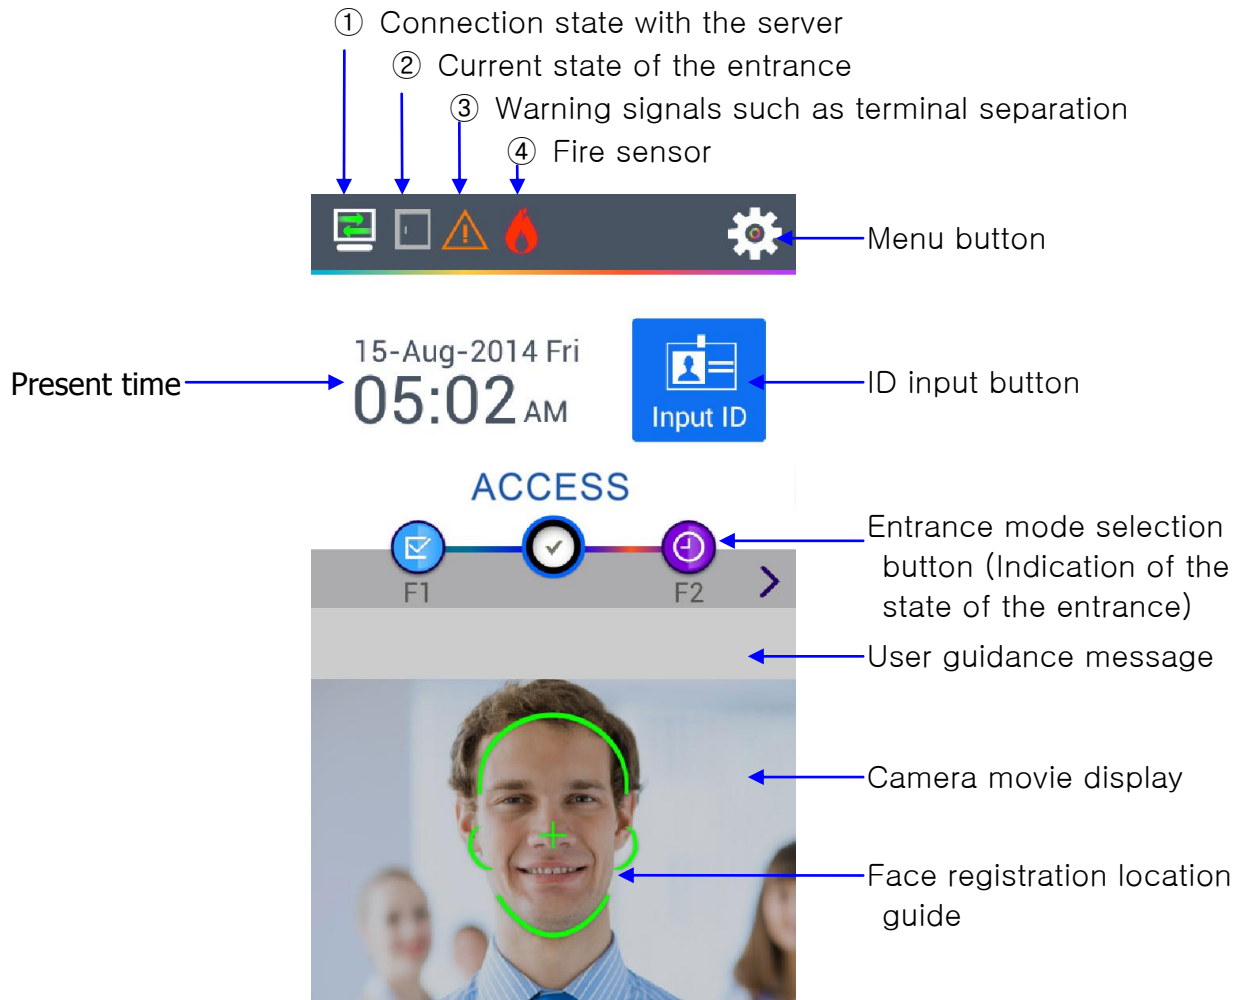 ① Connection state with the server
② Current state of the entrance
③ Warning signals such as terminal separation
④ Fire sensor
Menu button
15-Aug-2014 Fri
Present time
05:02 AM
Input ID
ID input button
ACCESS
F1
F2
Entrance mode selection
button (Indication of the
state of the entrance)
User guidance message
Camera movie display
Face registration location
guide